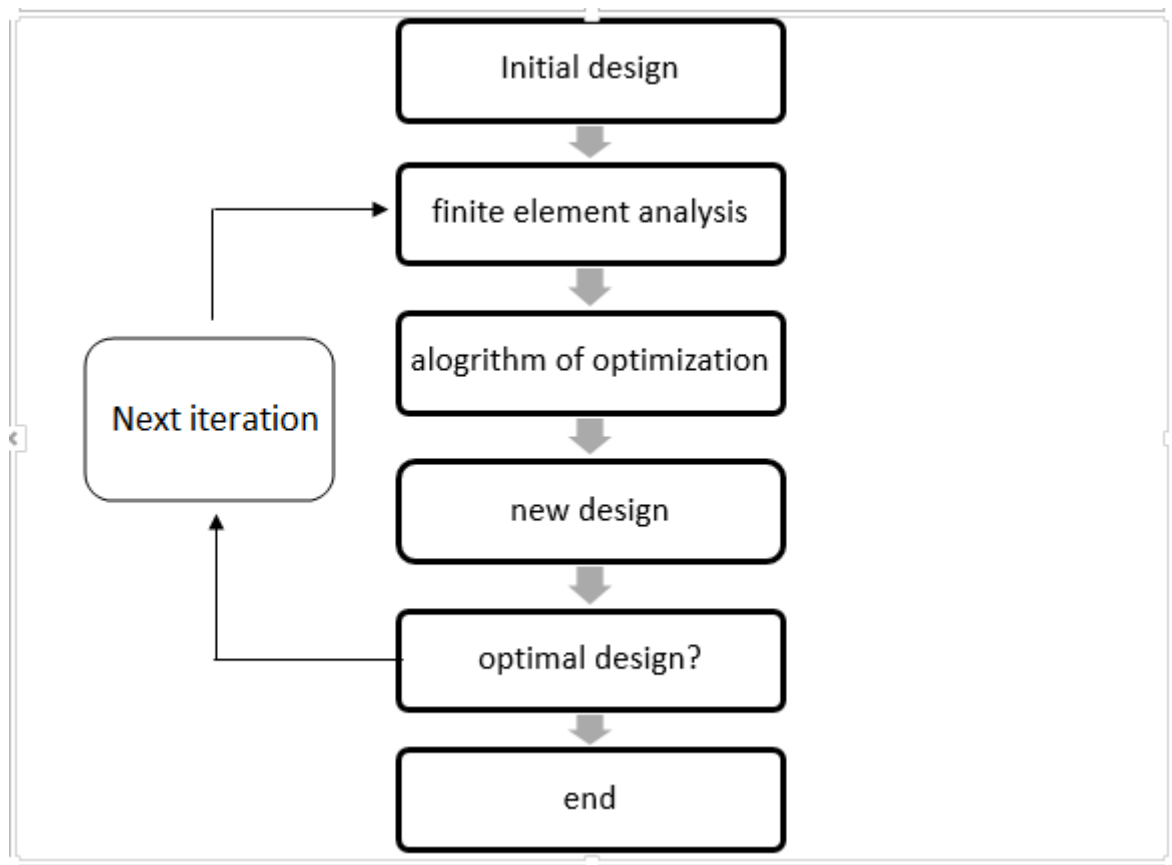 Initial design
finite element analysis
alogrithm of optimization
Next iteration
new design
optimal design?
end